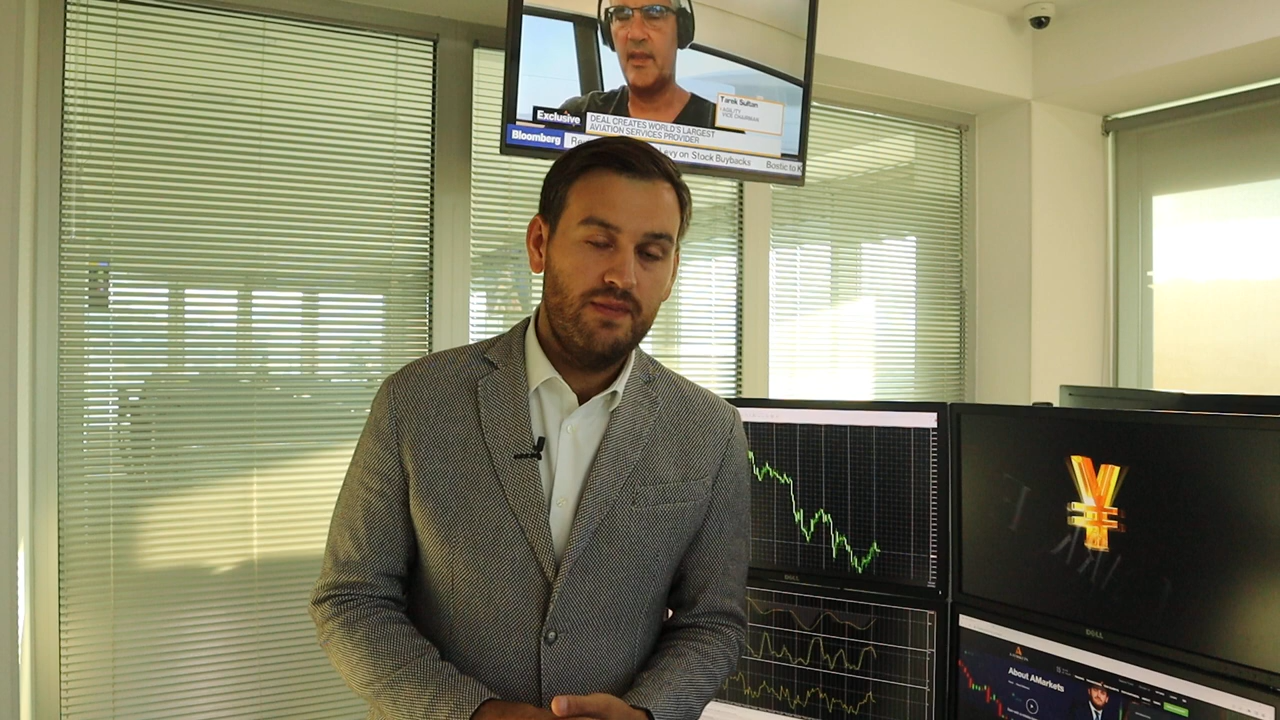 Tarek Sultan
AGILITY
VICE CHAIRMAN
Exclusive
DEAL CREATES WORLD'S LARGEST
AVIATION SERVICES PROVIDER
Bloomberg
Levy on Stock Buybacks Bostic to K
DELL
DELL
About AMarkets
¥